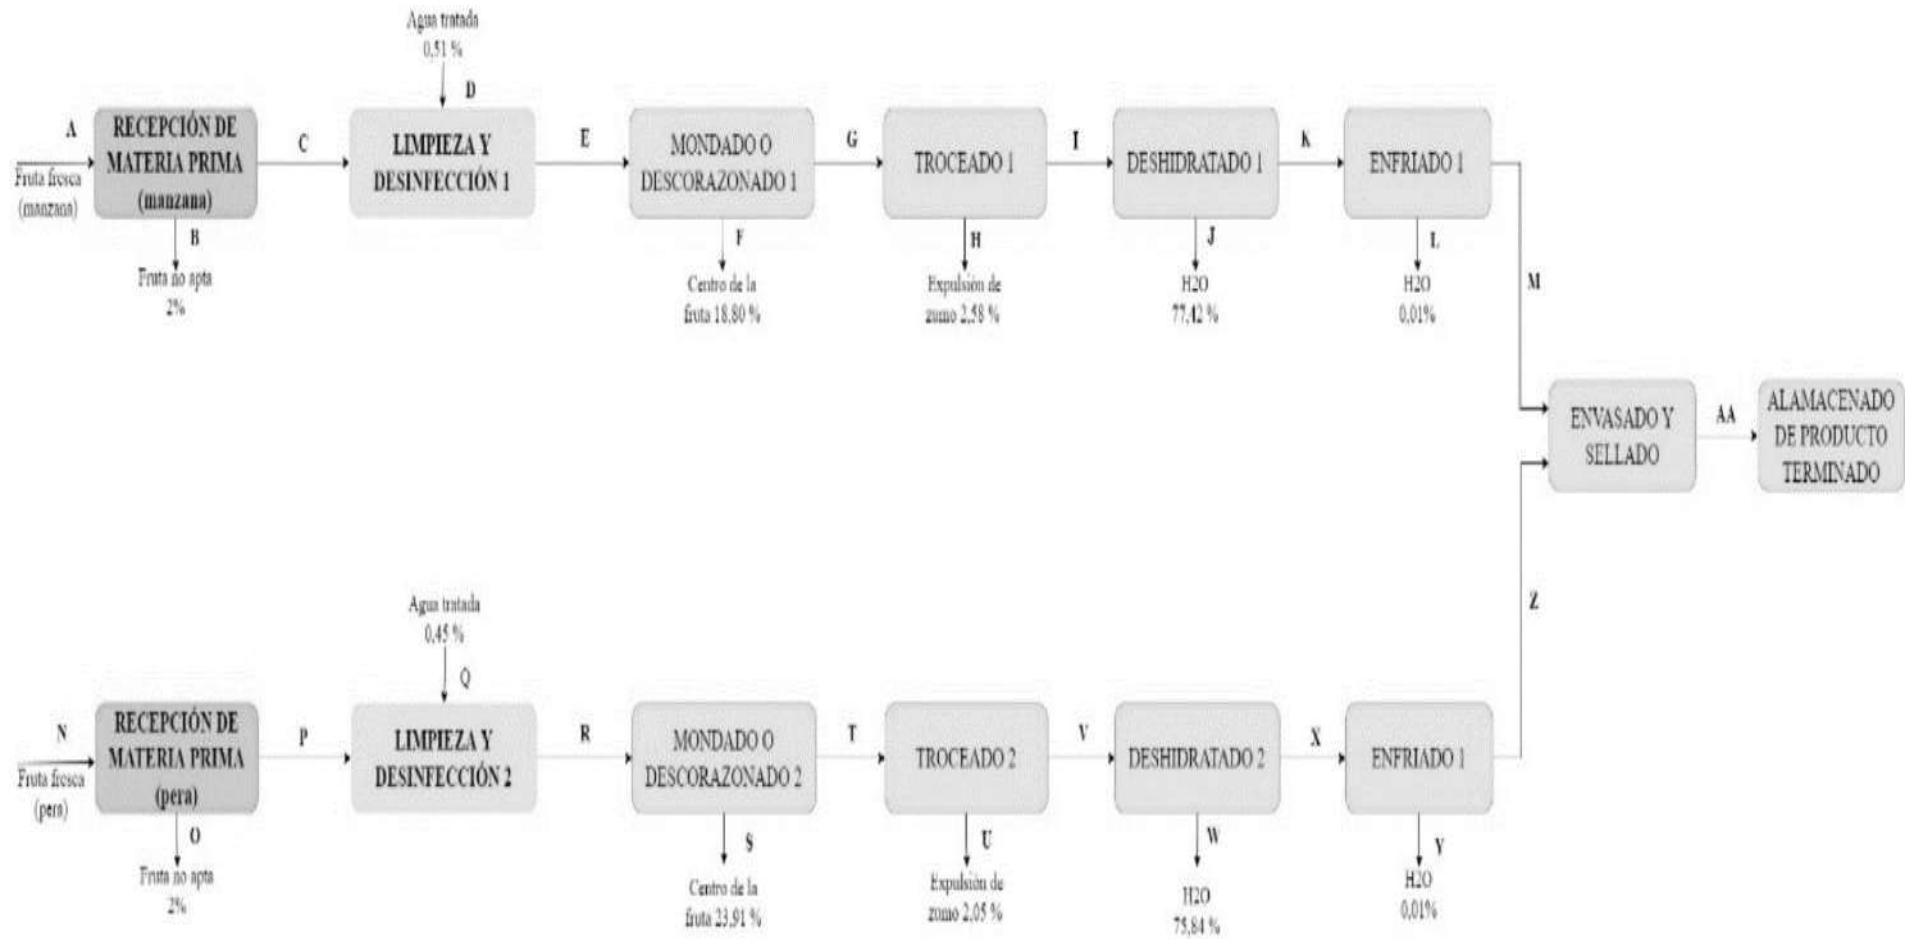 Agua tratada
0,51 %
D
A
Fruta fresca
(manzana)
RECEPCIÓN DE
MATERIA PRIMA
(manzana)
B
Fruta no apta
2%
C
LIMPIEZA Y
DESINFECCIÓN 1
E
MONDADO O
DESCORAZONADO 1
F
Centro de la
fruta 18,80 %
G
TROCEADO 1
H
Expulsión de
zumo 2,58 %
I
DESHIDRATADO 1
J
H2O
77,42 %
K
ENFRIADO 1
L
H2O
0,01%
M
ENVASADO Y
SELLADO
AA
ALAMACENADO
DE PRODUCTO
TERMINADO
Z
Agua tratada
0,45 %
Q
N
Fruta fresca
(pera)
RECEPCIÓN DE
MATERIA PRIMA
(pera)
O
Fruta no apta
2%
P
LIMPIEZA Y
DESINFECCIÓN 2
R
MONDADO O
DESCORAZONADO 2
S
Centro de la
fruta 23,91 %
T
TROCEADO 2
U
Expulsión de
zumo 2,05 %
V
DESHIDRATADO 2
W
H2O
75,84 %
X
ENFRIADO 1
Y
H2O
0,01%